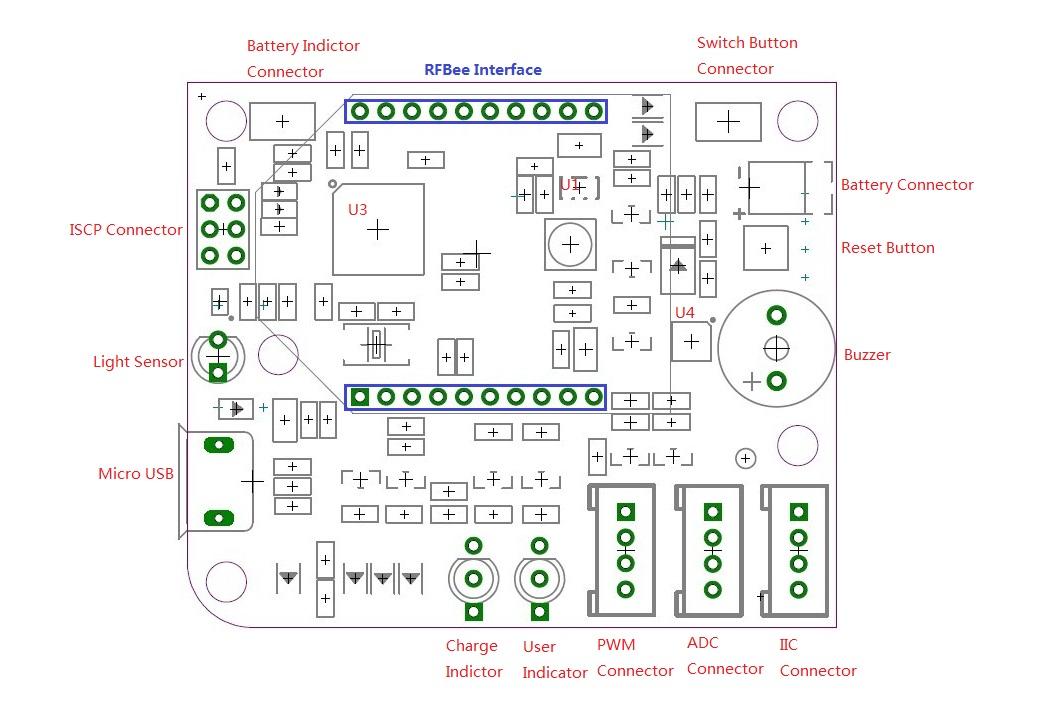 Battery Indictor
Connector
RFBee Interface
Switch Button
Connector
U1
Battery Connector
U3
ISCP Connector
Reset Button
U4
Light Sensor
Buzzer
Micro USB
Charge
Indictor
User
Indicator
PWM
Connector
ADC
Connector
IIC
Connector